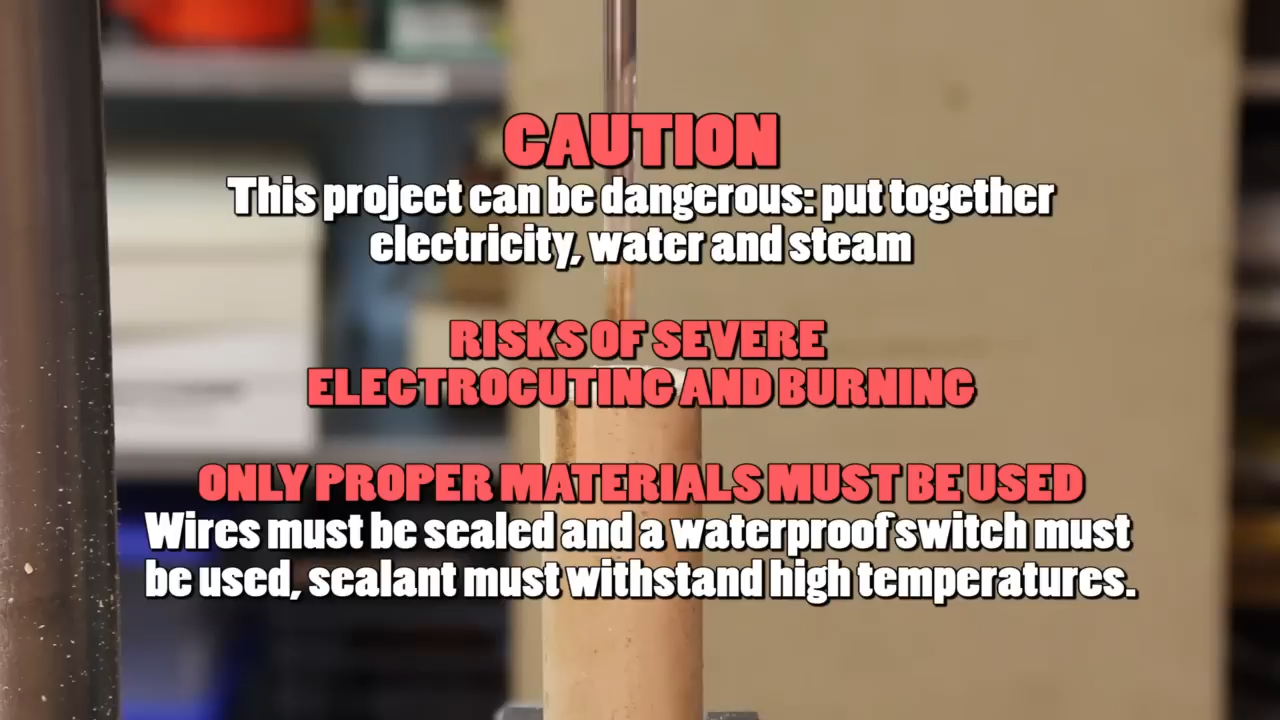 CAUTION
This project can be dangerous: put together
electricity, water and steam
RISKS OF SEVERE
ELECTROCUTING AND BURNING
ONLY PROPER MATERIALS MUST BE USED
Wires must be sealed and a waterproof switch must
be used, sealant must withstand high temperatures.